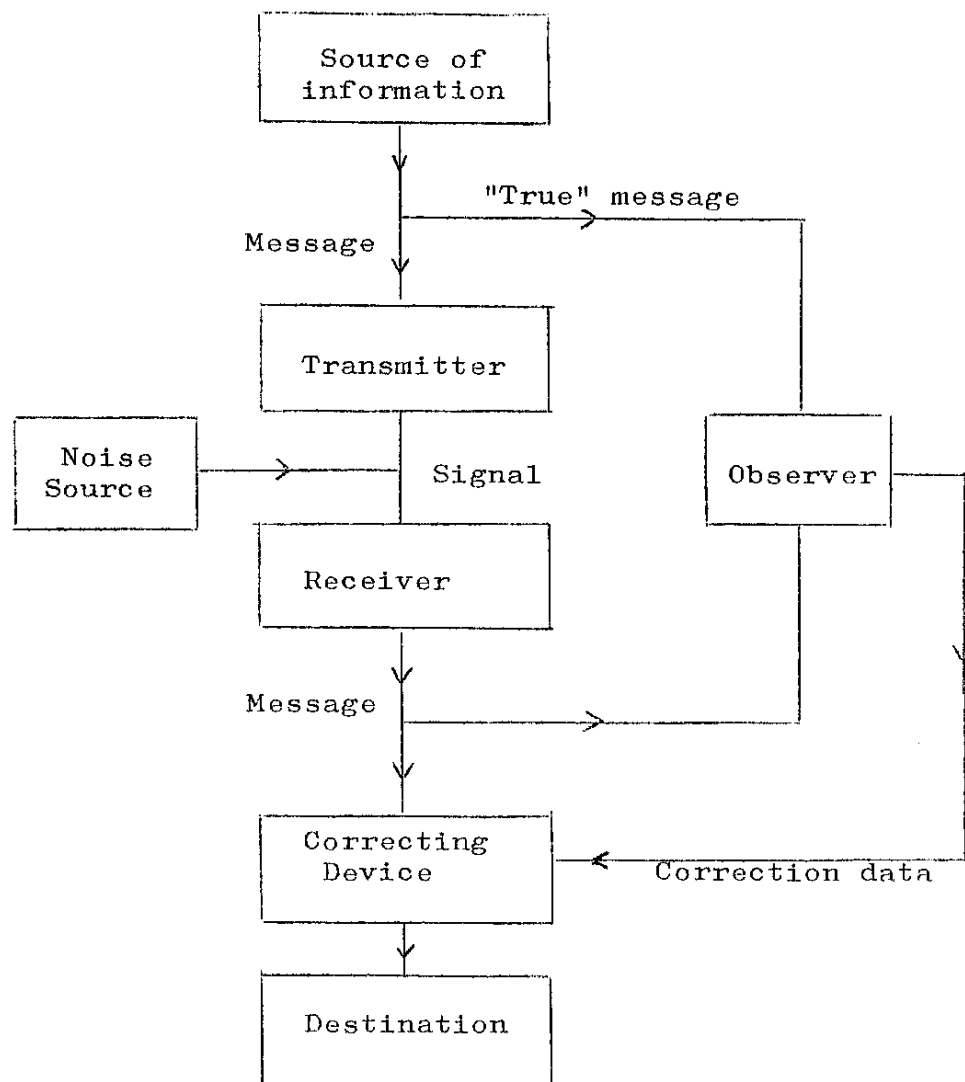 Source of
information
"True" message
Message
Transmitter
Noise
Source
Signal
Observer
Receiver
Message
Correcting
Device
Correction data
Destination